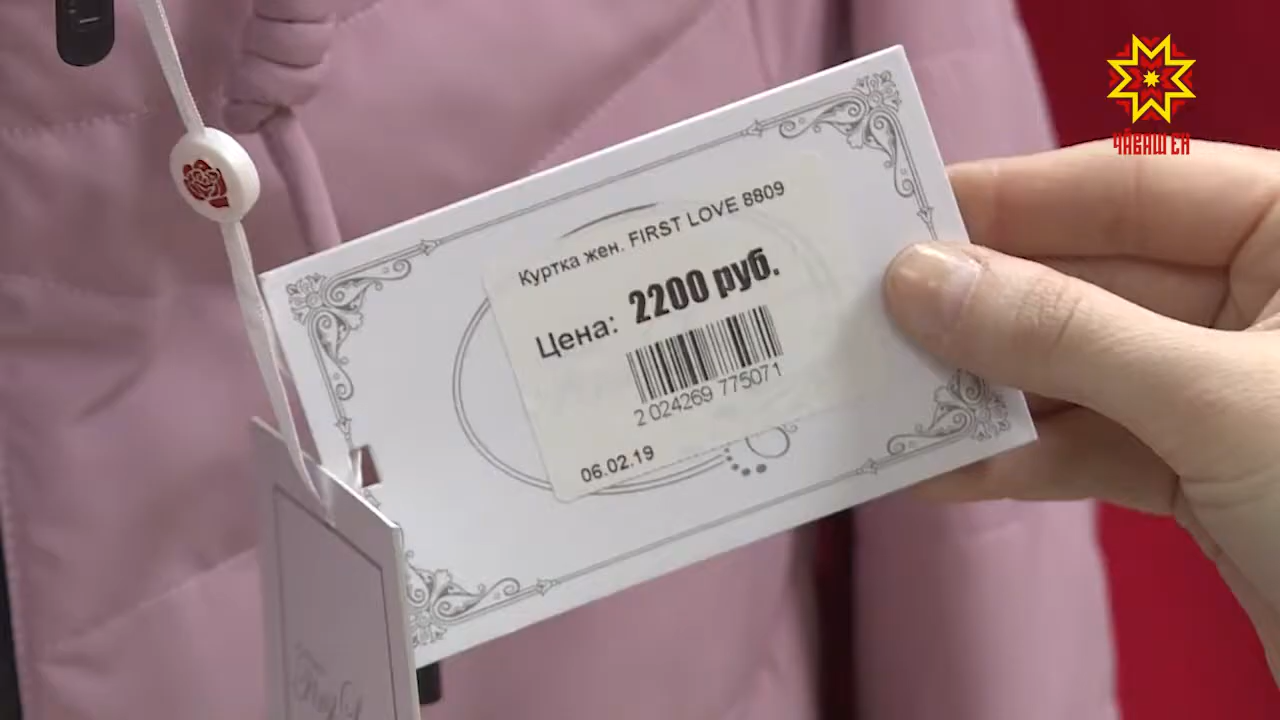 ЧĂВАШ ЕН
Куртка жен. FIRST LOVE 8809
Цена: 2200 руб.
2 024269 775071
06.02.19